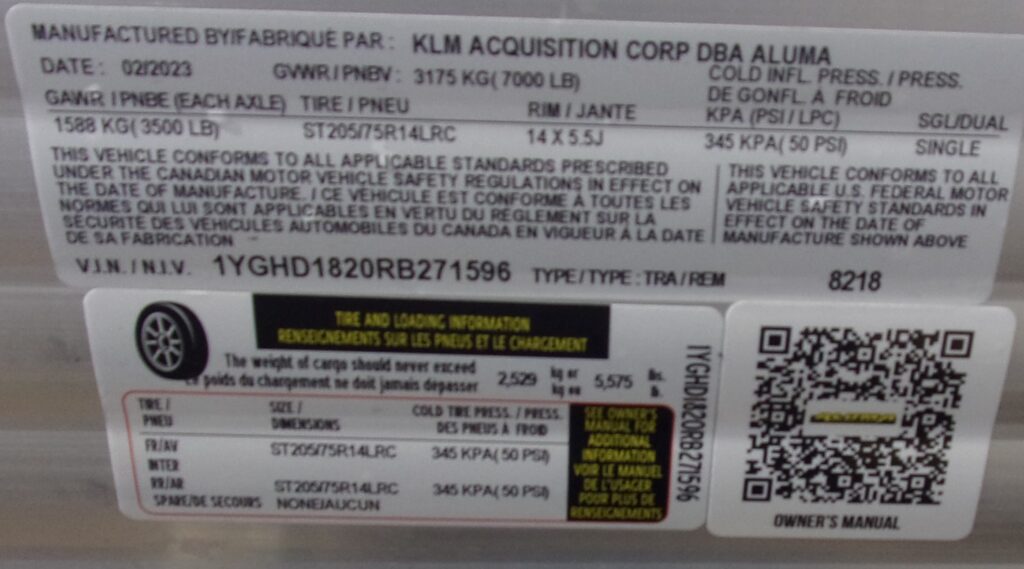 MANUFACTURED BY/FABRIQUÉ PAR : KLM ACQUISITION CORP DBA ALUMA
DATE : 02/2023 GVWR / PNBV : 3175 KG( 7000 LB) COLD INFL. PRESS. / PRESS.
DE GONFL. À FROID
GAWR / PNBE (EACH AXLE) TIRE / PNEU RIM / JANTE KPA (PSI / LPC) SGL/DUAL
1588 KG( 3500 LB) ST205/75R14LRC 14 X 5.5J 345 KPA( 50 PSI) SINGLE
THIS VEHICLE CONFORMS TO ALL APPLICABLE STANDARDS PRESCRIBED
UNDER THE CANADIAN MOTOR VEHICLE SAFETY REGULATIONS IN EFFECT ON
THE DATE OF MANUFACTURE. / CE VÉHICULE EST CONFORME À TOUTES LES
NORMES QUI LUI SONT APPLICABLES EN VERTU DU RÈGLEMENT SUR LA
SÉCURITÉ DES VÉHICULES AUTOMOBILES DU CANADA EN VIGUEUR À LA DATE
DE SA FABRICATION
THIS VEHICLE CONFORMS TO ALL
APPLICABLE U.S. FEDERAL MOTOR
VEHICLE SAFETY STANDARDS IN
EFFECT ON THE DATE OF
MANUFACTURE SHOWN ABOVE
V.I.N. / N.I.V. 1YGHD1820RB271596 TYPE/TYPE : TRA/REM 8218
TIRE AND LOADING INFORMATION
RENSEIGNEMENTS SUR LES PNEUS ET LE CHARGEMENT
The weight of cargo should never exceed
Le poids du chargement ne doit jamais dépasser 2,529 kg or kg ou 5,575 lbs. lb.
TIRE / PNEU SIZE / DIMENSIONS COLD TIRE PRESS. / PRESS. DES PNEUS À FROID
FR/AV ST205/75R14LRC 345 KPA( 50 PSI)
INTER
RR/AR ST205/75R14LRC 345 KPA( 50 PSI)
SPARE/DE SECOURS NONE/AUCUN
SEE OWNER'S
MANUAL FOR
ADDITIONAL
INFORMATION
VOIR LE MANUEL
DE L'USAGER
POUR PLUS DE
RENSEIGNEMENTS
1YGHD1820RB271596
OWNER'S MANUAL